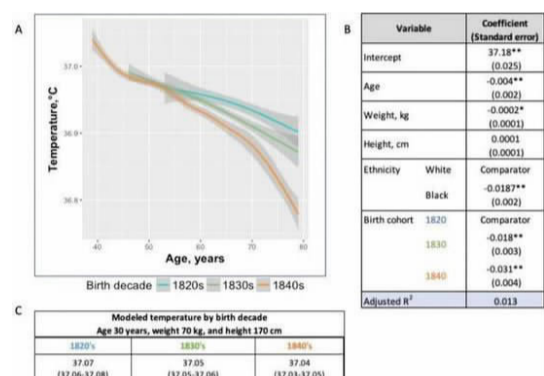 A
Temperature,°C
37.0
36.9
36.8
40
50
60
70
80
Age, years
Birth decade 1820s 1830s 1840s
B
Variable Coefficient (Standard error)
Intercept 37.18**
(0.025)
Age -0.004**
(0.002)
Weight, kg -0.0002*
(0.0001)
Height, cm 0.0001
(0.0001)
Ethnicity White Comparator
Black -0.0187**
(0.002)
Birth cohort 1820 Comparator
1830 -0.018**
(0.003)
1840 -0.031**
(0.004)
Adjusted R² 0.013
C
Modeled temperature by birth decade
Age 30 years, weight 70 kg, and height 170 cm
1820's 1830's 1840's
37.07 37.05 37.04
(37.06-37.08) (37.05-37.06) (37.03-37.05)